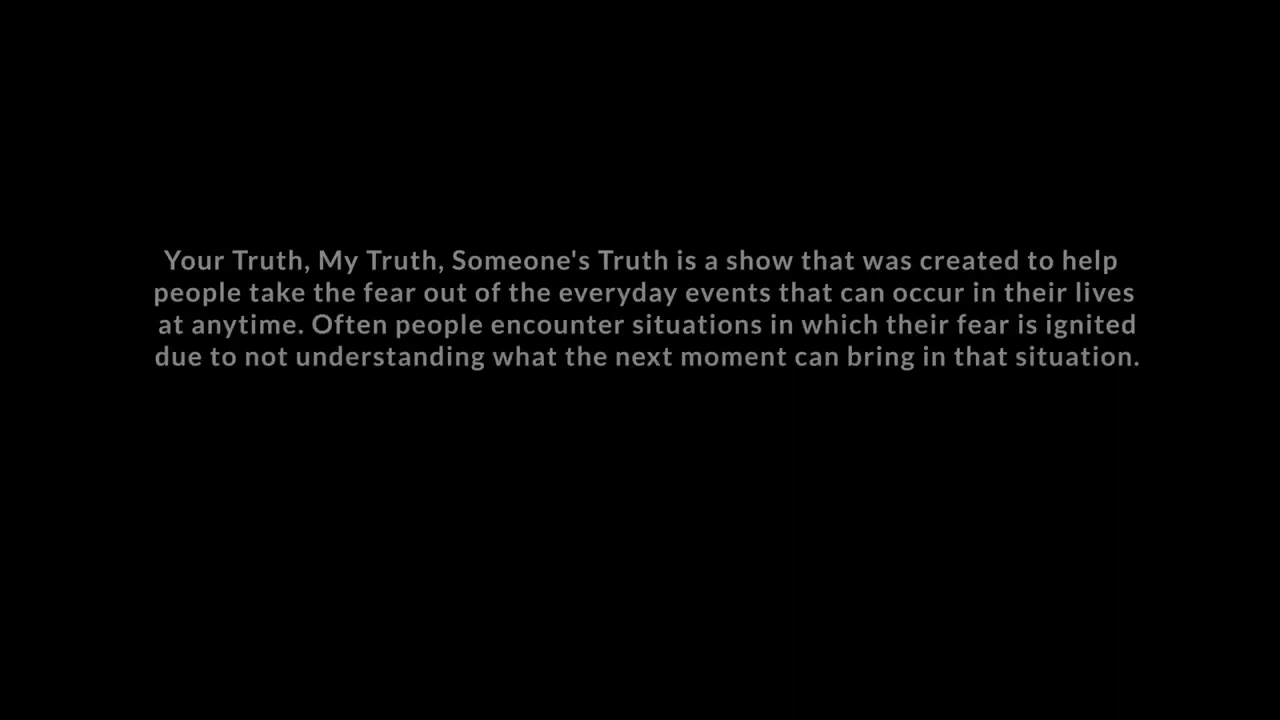 Your Truth, My Truth, Someone's Truth is a show that was created to help
people take the fear out of the everyday events that can occur in their lives
at anytime. Often people encounter situations in which their fear is ignited
due to not understanding what the next moment can bring in that situation.